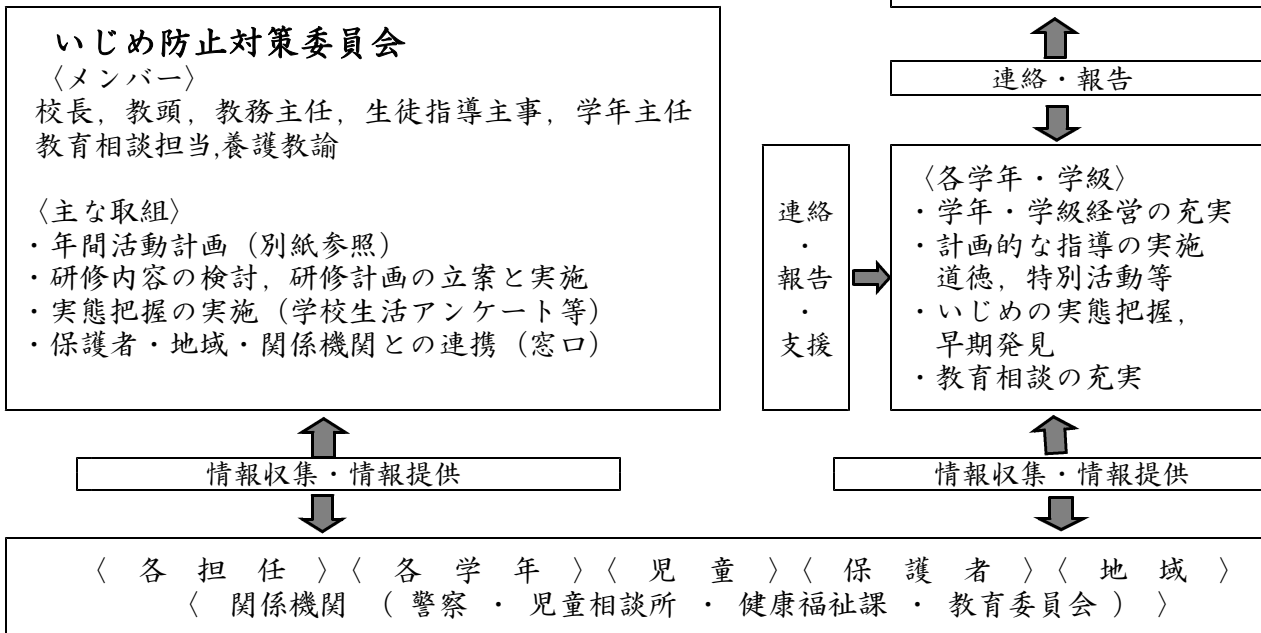 いじめ防止対策委員会
〈メンバー〉
校長，教頭，教務主任，生徒指導主事，学年主任
教育相談担当,養護教諭
〈主な取組〉
・年間活動計画（別紙参照）
・研修内容の検討，研修計画の立案と実施
・実態把握の実施（学校生活アンケート等）
・保護者・地域・関係機関との連携（窓口）
連絡・報告
連絡
・
報告
・
支援
〈各学年・学級〉
・学年・学級経営の充実
・計画的な指導の実施
道徳，特別活動等
・いじめの実態把握，
早期発見
・教育相談の充実
情報収集・情報提供
情報収集・情報提供
〈 各 担 任 〉〈 各 学 年 〉〈 児 童 〉〈 保 護 者 〉〈 地 域 〉
〈 関係機関 （ 警察 ・ 児童相談所 ・ 健康福祉課 ・ 教育委員会 ） 〉